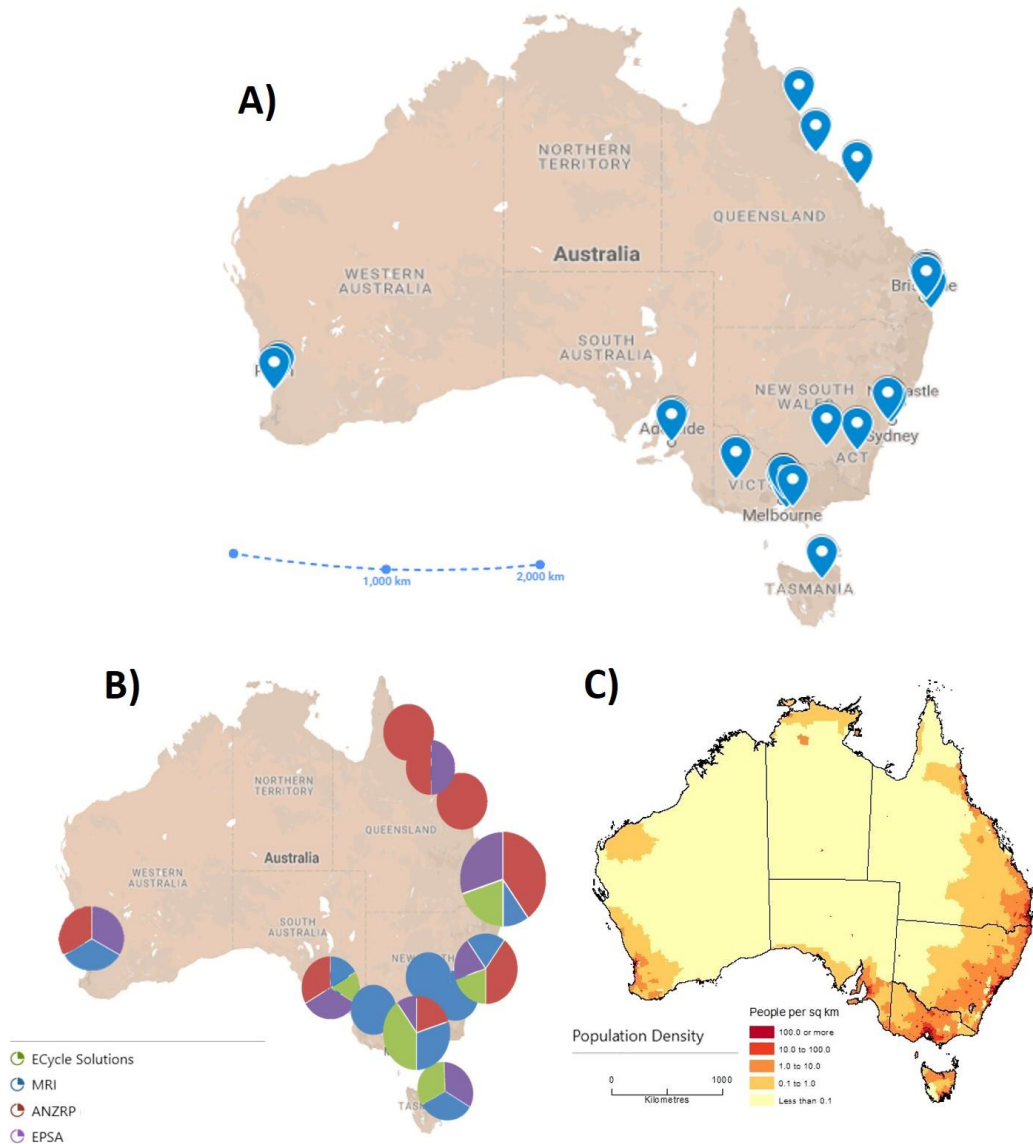 A)
NORTHERN
TERRITORY
QUEENSLAND
Australia
WESTERN
AUSTRALIA
SOUTH
AUSTRALIA
NEW SOUTH
WALES
Sydney
ACT
Melbourne
TASMANIA
1,000 km
2,000 km
B)
NORTHERN
TERRITORY
QUEENSLAND
Australia
WESTERN
AUSTRALIA
SOUTH
AUSTRALIA
ECycle Solutions
MRI
ANZRP
EPSA
C)
Population Density
0 1000
Kilometres
People per sq km
100.0 or more
10.0 to 100.0
1.0 to 10.0
0.1 to 1.0
Less than 0.1